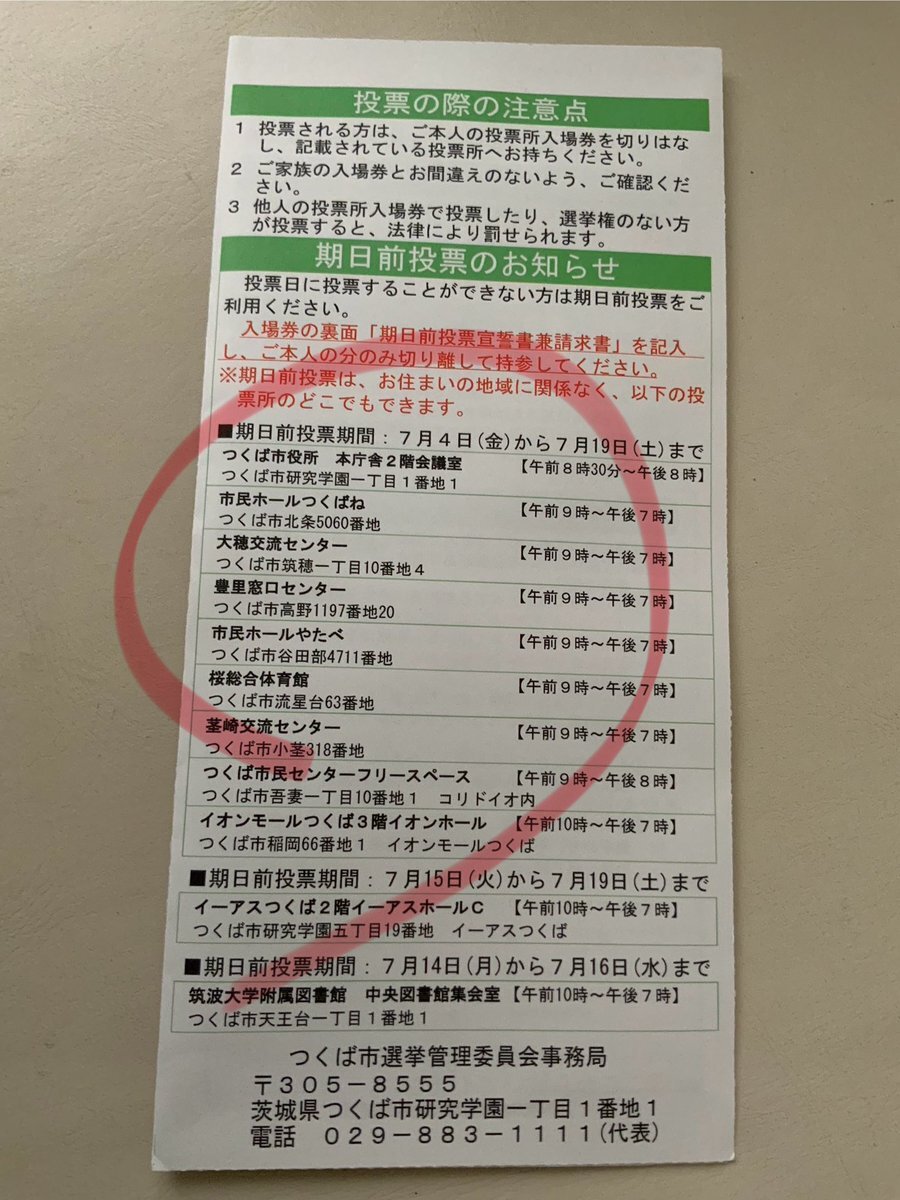 投票の際の注意点
1 投票される方は、ご本人の投票所入場券を切りはな
し、記載されている投票所へお持ちください。
2 ご家族の入場券とお間違えのないよう、ご確認くだ
さい。
3 他人の投票所入場券で投票したり、選挙権のない方
が投票すると、法律により罰せられます。
期日前投票のお知らせ
投票日に投票することができない方は期日前投票をご
利用ください。
入場券の裏面「期日前投票宣誓書兼請求書」を記入
し、ご本人の分のみ切り離して持参してください。
※期日前投票は、お住まいの地域に関係なく、以下の投
票所のどこでもできます。
■期日前投票期間：７月４日(金)から７月19日(土)まで
つくば市役所　本庁舎２階会議室 【午前８時30分～午後８時】
つくば市研究学園一丁目１番地１
市民ホールつくばね 【午前９時～午後７時】
つくば市北条5060番地
大穂交流センター 【午前９時～午後７時】
つくば市筑穂一丁目10番地４
豊里窓口センター 【午前９時～午後７時】
つくば市高野1197番地20
市民ホールやたべ 【午前９時～午後７時】
つくば市谷田部4711番地
桜総合体育館 【午前９時～午後７時】
つくば市流星台63番地
茎崎交流センター 【午前９時～午後７時】
つくば市小茎318番地
つくば市民センターフリースペース 【午前９時～午後８時】
つくば市吾妻一丁目10番地１　コリドイオ内
イオンモールつくば３階イオンホール 【午前10時～午後７時】
つくば市稲岡66番地１　イオンモールつくば
■期日前投票期間：７月15日(火)から７月19日(土)まで
イーアスつくば２階イーアスホールＣ 【午前10時～午後７時】
つくば市研究学園五丁目19番地　イーアスつくば
■期日前投票期間：７月14日(月)から７月16日(水)まで
筑波大学附属図書館　中央図書館集会室【午前10時～午後７時】
つくば市天王台一丁目１番地１
つくば市選挙管理委員会事務局
〒３０５－８５５５
茨城県つくば市研究学園一丁目１番地１
電話　０２９－８８３－１１１１(代表)